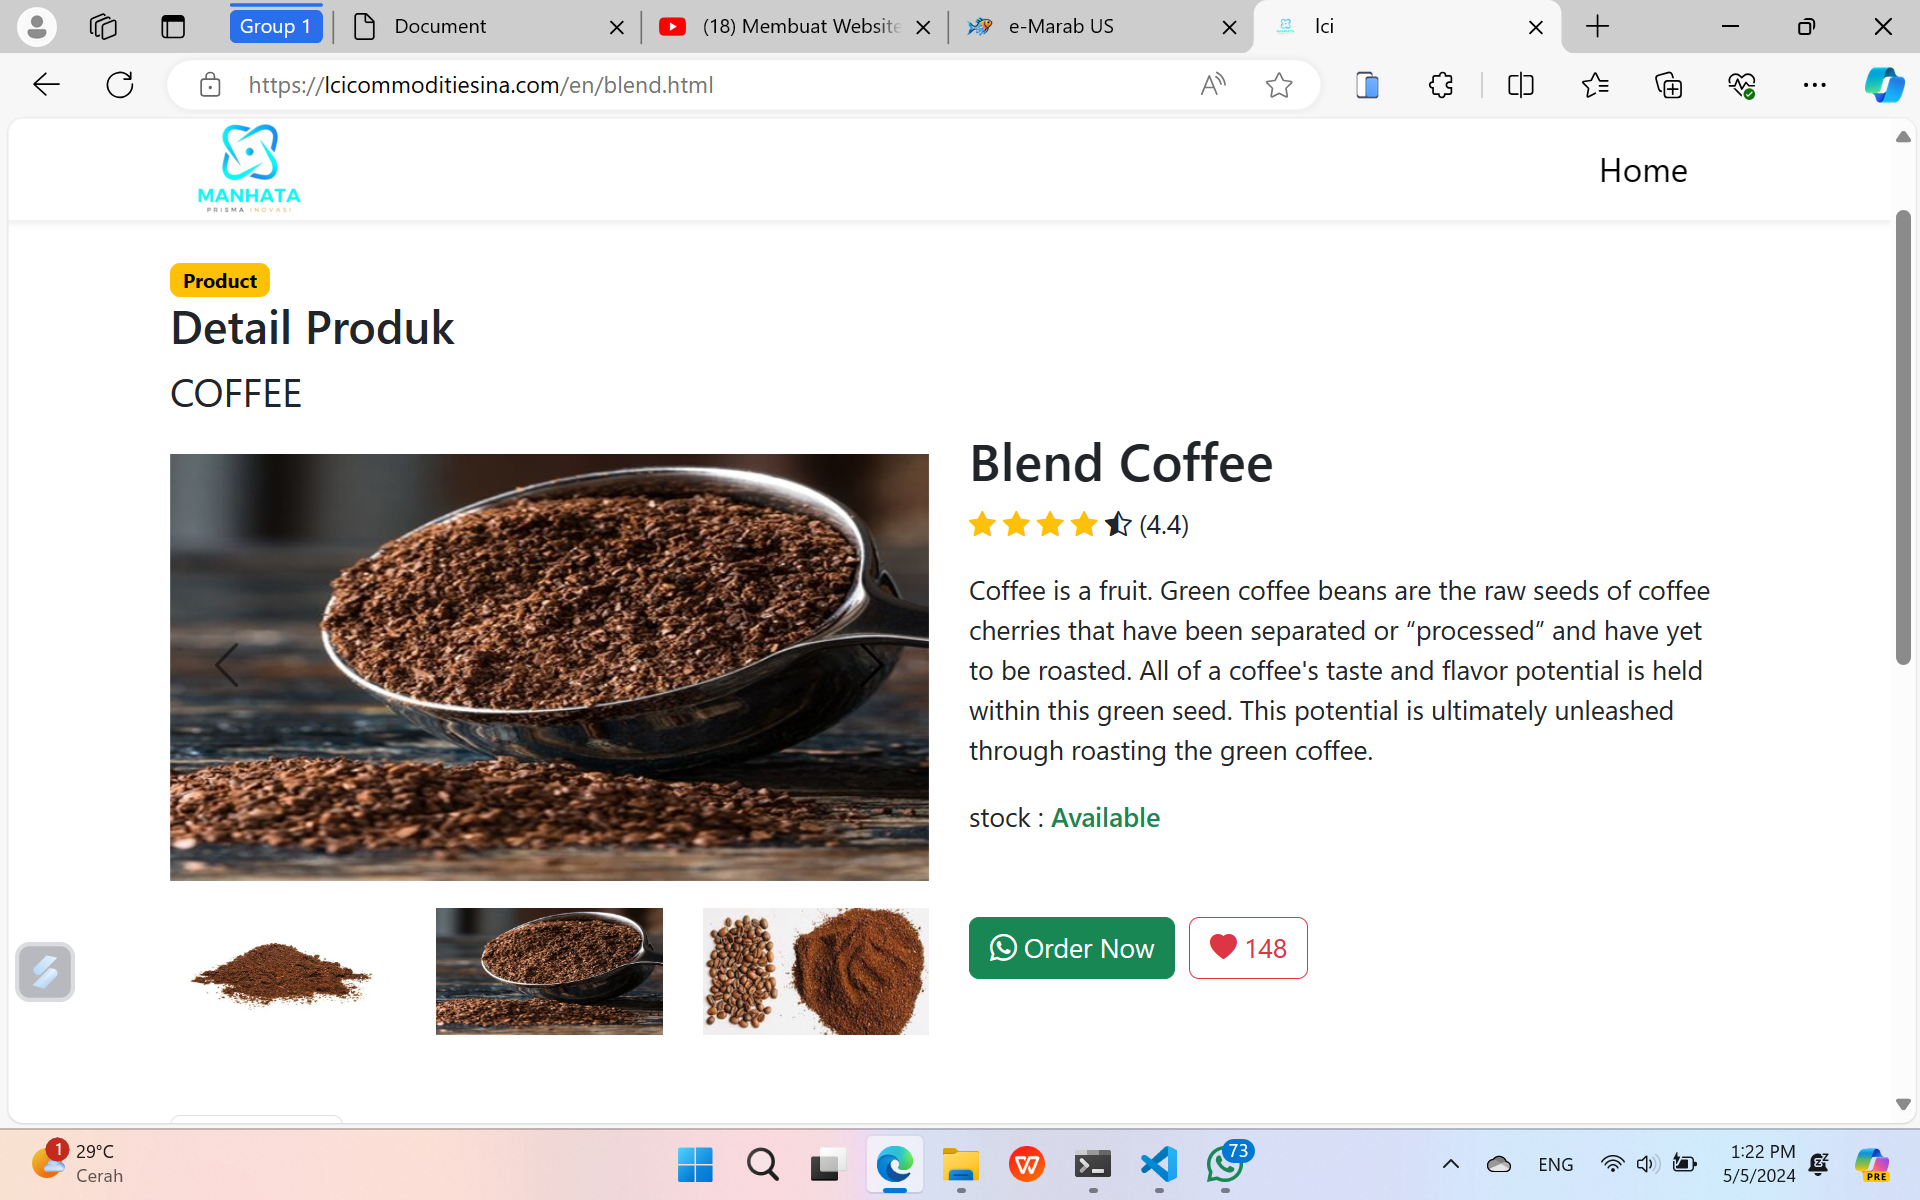 Group 1
Document
(18) Membuat Website
e-Marab US
lci
https://lcicommoditiesina.com/en/blend.html
MANHATA
PRISMA INOVASI
Home
Product
Detail Produk
COFFEE
Blend Coffee
(4.4)
Coffee is a fruit. Green coffee beans are the raw seeds of coffee
cherries that have been separated or “processed” and have yet
to be roasted. All of a coffee's taste and flavor potential is held
within this green seed. This potential is ultimately unleashed
through roasting the green coffee.
stock : Available
Order Now
148
1
29°C
Cerah
73
ENG
1:22 PM
5/5/2024
PRE